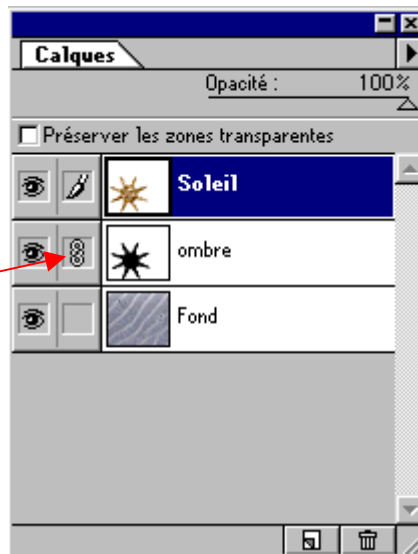 Calques
Opacité : 100%
Préserver les zones transparentes
Soleil
ombre
Fond